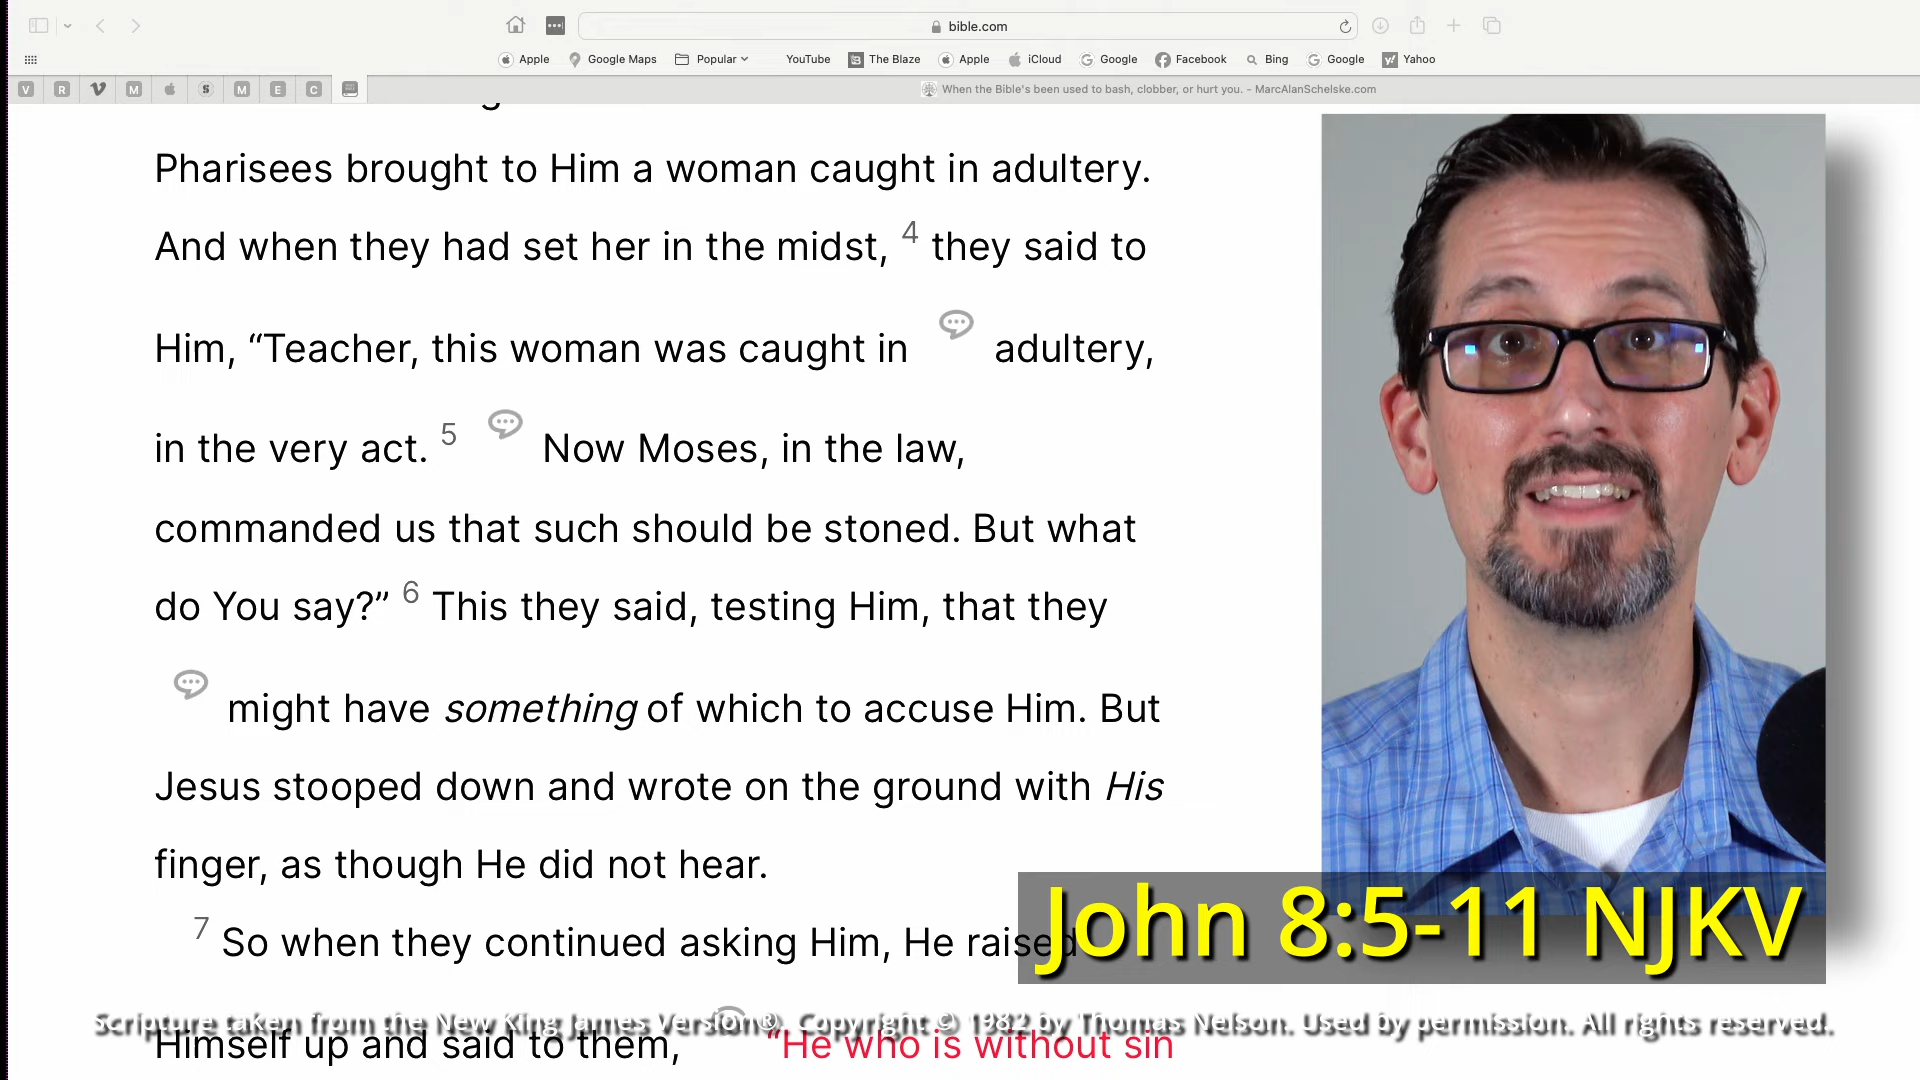 bible.com
Apple Google Maps Popular YouTube The Blaze Apple iCloud Google Facebook Bing Google Yahoo
V R V M S M E C When the Bible's been used to bash, clobber, or hurt you. - MarcAlanSchelske.com
Pharisees brought to Him a woman caught in adultery.
And when they had set her in the midst, 4 they said to
Him, “Teacher, this woman was caught in adultery,
in the very act. 5 Now Moses, in the law,
commanded us that such should be stoned. But what
do You say?” 6 This they said, testing Him, that they
might have something of which to accuse Him. But
Jesus stooped down and wrote on the ground with His
finger, as though He did not hear.
7 So when they continued asking Him, He raised
John 8:5-11 NJKV
Scripture taken from the New King James Version®. Copyright © 1982 by Thomas Nelson. Used by permission. All rights reserved.
Himself up and said to them, “He who is without sin